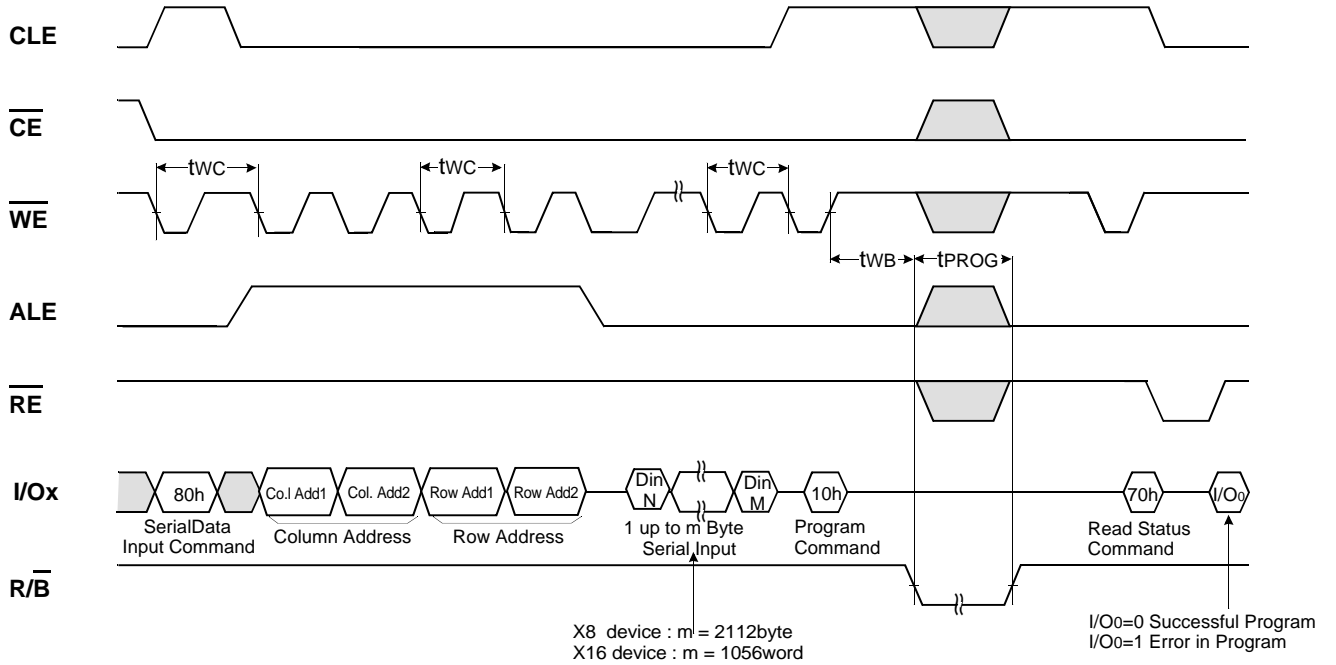 CLE
CE
tWC tWC tWC
WE
tWB tPROG
ALE
RE
I/Ox
80h Co.l Add1 Col. Add2 Row Add1 Row Add2 Din N Din M 10h 70h I/O0
SerialData
Input Command
Column Address
Row Address
1 up to m Byte
Serial Input
Program
Command
Read Status
Command
R/B
X8 device : m = 2112byte
X16 device : m = 1056word
I/O0=0 Successful Program
I/O0=1 Error in Program